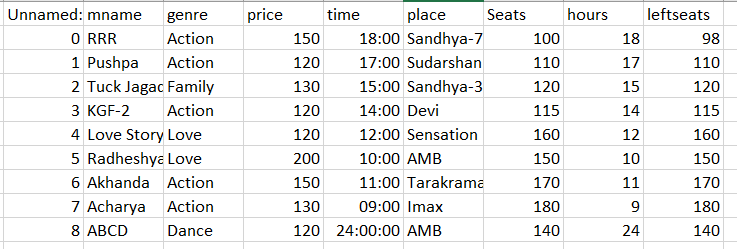 Unnamed: mname genre price time place Seats hours leftseats
0 RRR Action 150 18:00 Sandhya-7 100 18 98
1 Pushpa Action 120 17:00 Sudarshan 110 17 110
2 Tuck Jagad Family 130 15:00 Sandhya-3 120 15 120
3 KGF-2 Action 120 14:00 Devi 115 14 115
4 Love Story Love 120 12:00 Sensation 160 12 160
5 Radheshya Love 200 10:00 AMB 150 10 150
6 Akhanda Action 150 11:00 Tarakrama 170 11 170
7 Acharya Action 130 09:00 Imax 180 9 180
8 ABCD Dance 120 24:00:00 AMB 140 24 140